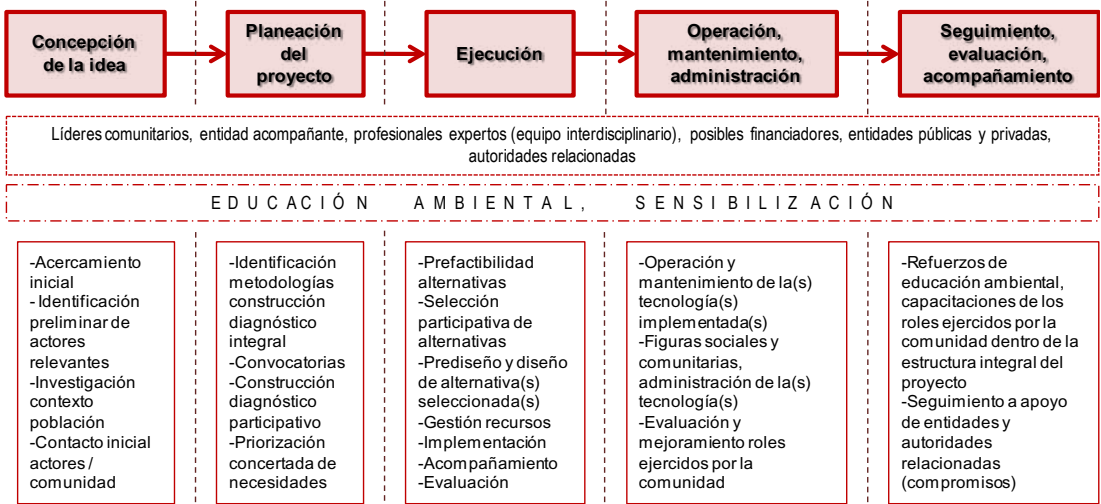 Concepción
de la idea
Planeación
del
proyecto
Ejecución
Operación,
mantenimiento,
administración
Seguimiento,
evaluación,
acompañamiento
Líderes comunitarios, entidad acompañante, profesionales expertos (equipo interdisciplinario), posibles financiadores, entidades públicas y privadas,
autoridades relacionadas
EDUCACIÓN AMBIENTAL, SENSIBILIZACIÓN
-Acercamiento
inicial
- Identificación
preliminar de
actores
relevantes
-Investigación
contexto
población
-Contacto inicial
actores /
comunidad
-Identificación
metodologías
construcción
diagnóstico
integral
-Convocatorias
-Construcción
diagnóstico
participativo
-Priorización
concertada de
necesidades
-Prefactibilidad
alternativas
-Selección
participativa de
alternativas
-Prediseño y diseño
de alternativa(s)
seleccionada(s)
-Gestión recursos
-Implementación
-Acompañamiento
-Evaluación
-Operación y
mantenimiento de la(s)
tecnología(s)
implementada(s)
-Figuras sociales y
comunitarias,
administración de la(s)
tecnología(s)
-Evaluación y
mejoramiento roles
ejercidos por la
comunidad
-Refuerzos de
educación ambiental,
capacitaciones de los
roles ejercidos por la
comunidad dentro de la
estructura integral del
proyecto
-Seguimiento a apoyo
de entidades y
autoridades
relacionadas
(compromisos)